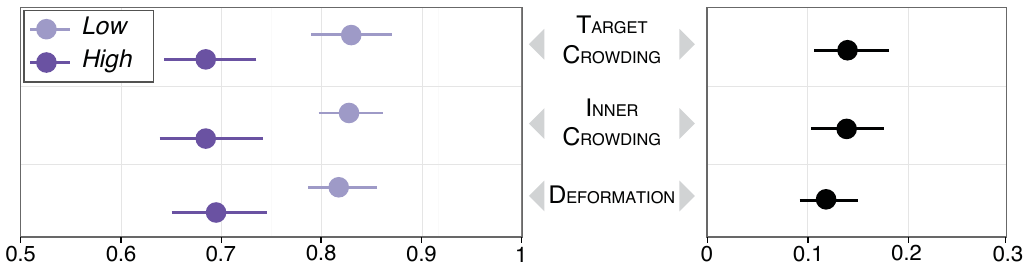 Low
High
TARGET
CROWDING
INNER
CROWDING
DEFORMATION
0.5 0.6 0.7 0.8 0.9 1
0 0.1 0.2 0.3